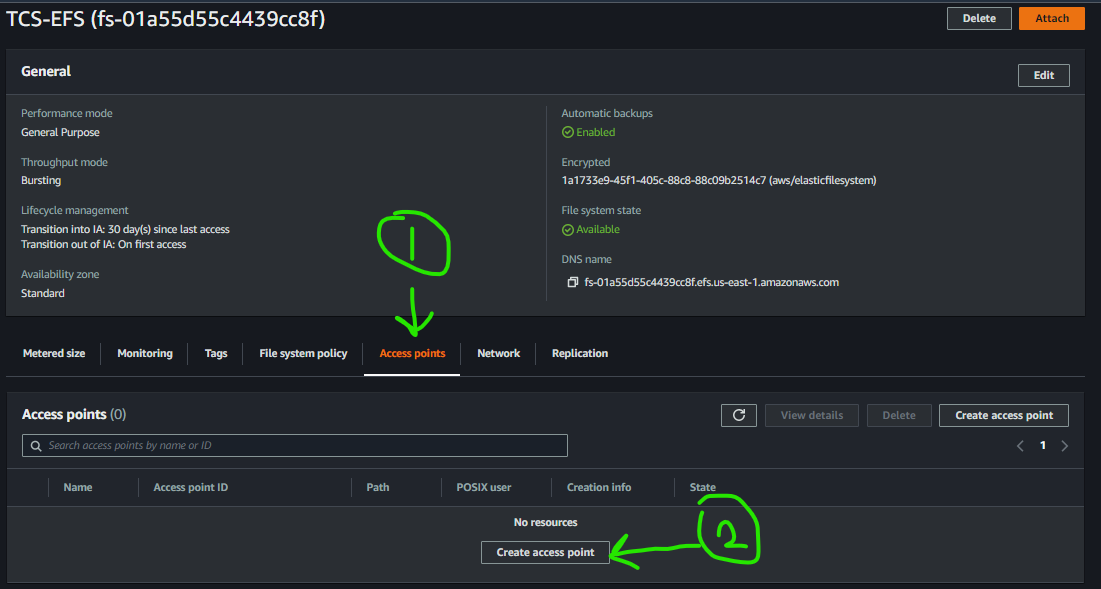 TCS-EFS (fs-01a55d55c4439cc8f)
Delete
Attach
General
Edit
Performance mode
General Purpose
Throughput mode
Bursting
Lifecycle management
Transition into IA: 30 day(s) since last access
Transition out of IA: On first access
Availability zone
Standard
Automatic backups
Enabled
Encrypted
1a1733e9-45f1-405c-88c8-88c09b2514c7 (aws/elasticfilesystem)
File system state
Available
DNS name
fs-01a55d55c4439cc8f.efs.us-east-1.amazonaws.com
1
Metered size
Monitoring
Tags
File system policy
Access points
Network
Replication
Access points (0)
View details
Delete
Create access point
Search access points by name or ID
1
Name
Access point ID
Path
POSIX user
Creation info
State
No resources
Create access point
2